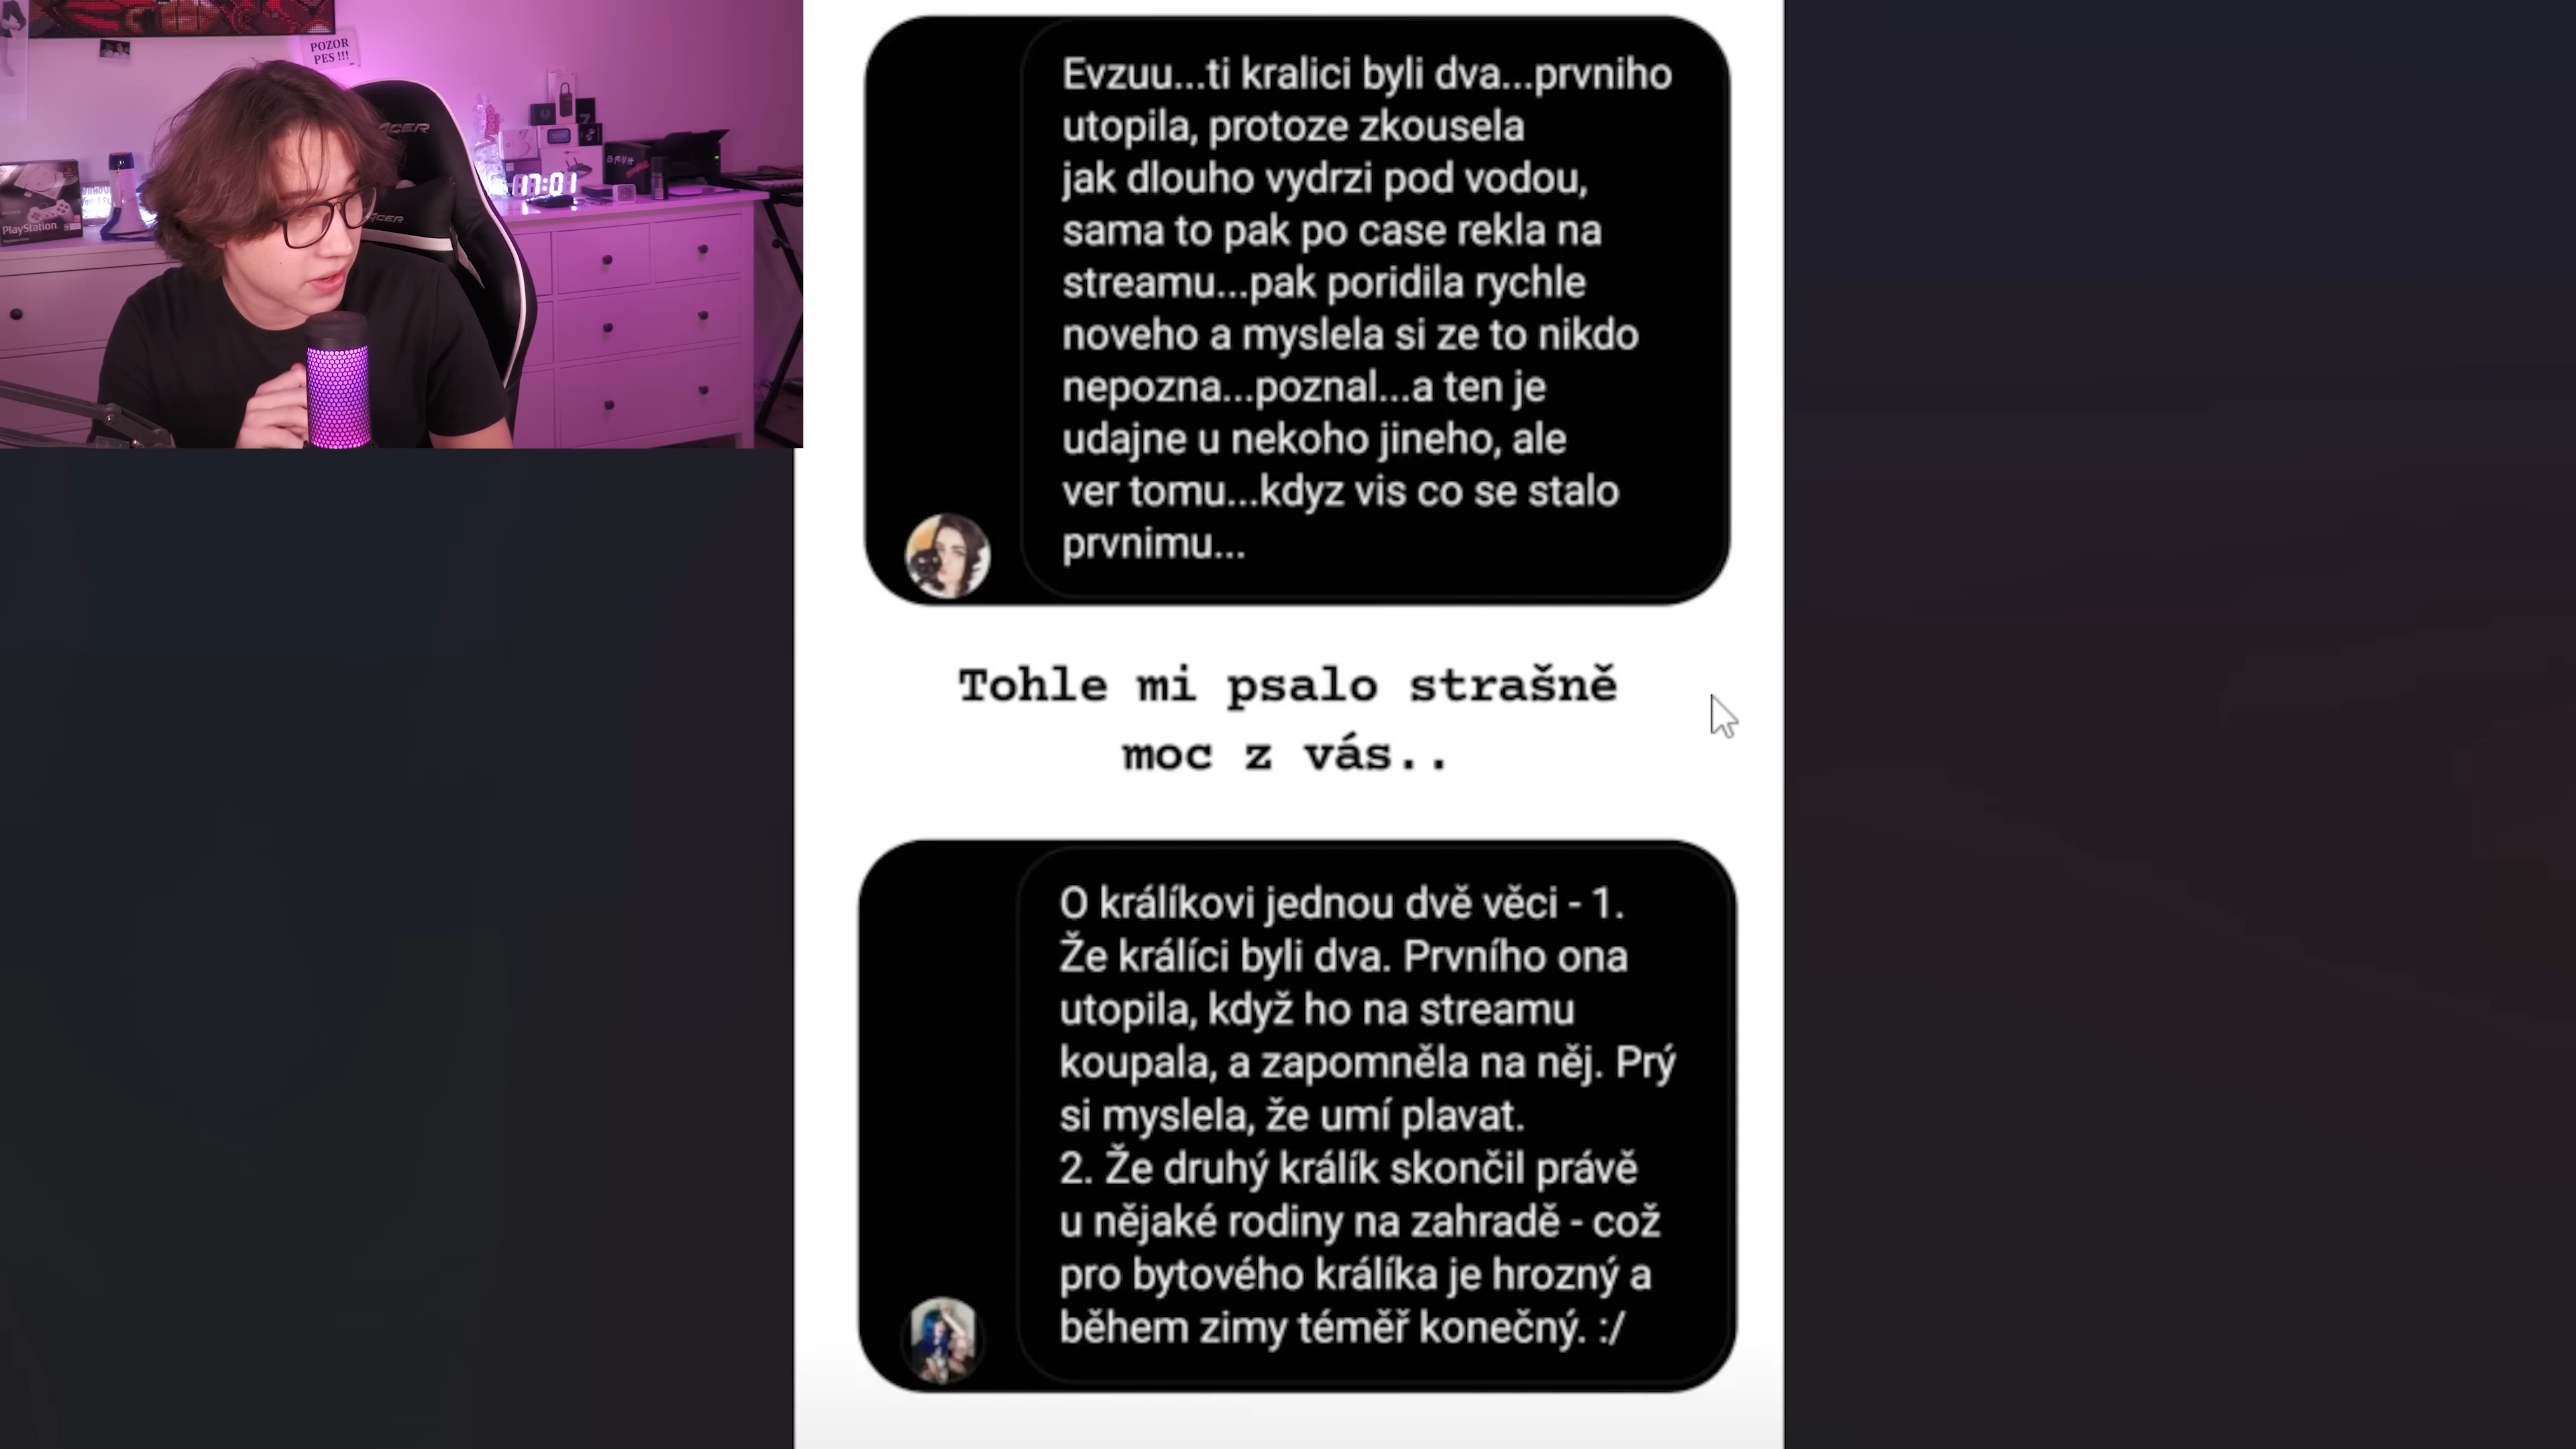 POZOR
PES !!!
ACER
ACER
17:01
BRUH
PlayStation
Evzuu...ti kralici byli dva...prvniho
utopila, protoze zkousela
jak dlouho vydrzi pod vodou,
sama to pak po case rekla na
streamu...pak poridila rychle
noveho a myslela si ze to nikdo
nepozna...poznal...a ten je
udajne u nekoho jineho, ale
ver tomu...kdyz vis co se stalo
prvnimu...
Tohle mi psalo strašně
moc z vás..
O králíkovi jednou dvě věci - 1.
Že králíci byli dva. Prvního ona
utopila, když ho na streamu
koupala, a zapomněla na něj. Prý
si myslela, že umí plavat.
2. Že druhý králík skončil právě
u nějaké rodiny na zahradě - což
pro bytového králíka je hrozný a
během zimy téměř konečný. :/